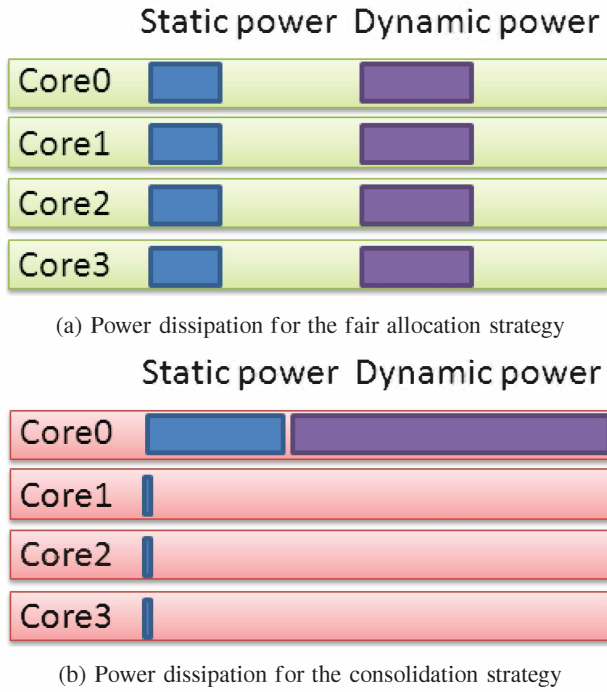 Static power Dynamic power
Core0
Core1
Core2
Core3
(a) Power dissipation for the fair allocation strategy
Static power Dynamic power
Core0
Core1
Core2
Core3
(b) Power dissipation for the consolidation strategy